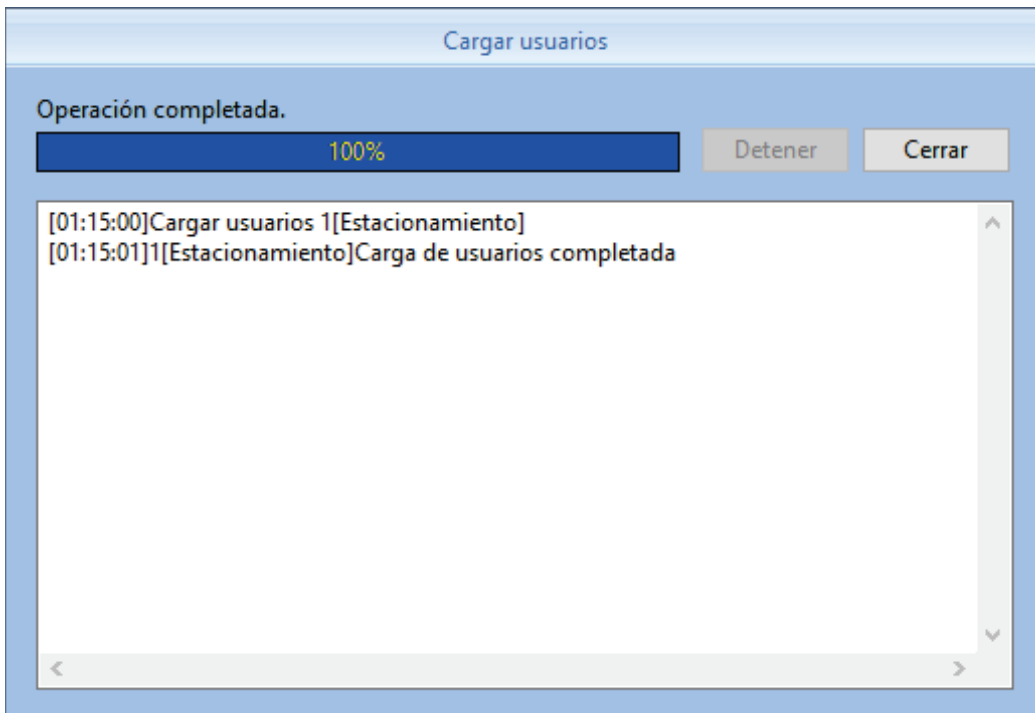 Cargar usuarios
Operación completada.
100%
Detener
Cerrar
[01:15:00]Cargar usuarios 1[Estacionamiento]
[01:15:01]1[Estacionamiento]Carga de usuarios completada